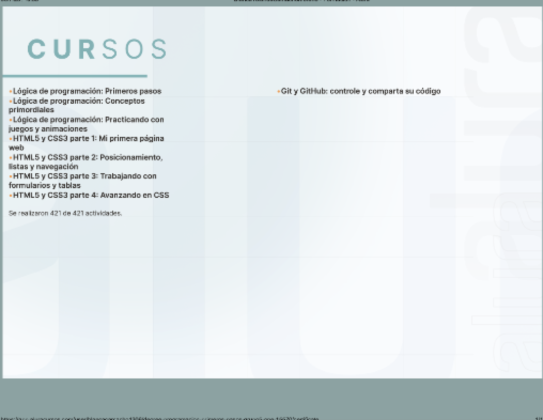 CURSOS
•Lógica de programación: Primeros pasos
•Lógica de programación: Conceptos
primordiales
•Lógica de programación: Practicando con
juegos y animaciones
•HTML5 y CSS3 parte 1: Mi primera página
web
•HTML5 y CSS3 parte 2: Posicionamiento,
listas y navegación
•HTML5 y CSS3 parte 3: Trabajando con
formularios y tablas
•HTML5 y CSS3 parte 4: Avanzando en CSS
Se realizaron 421 de 421 actividades.
•Git y GitHub: controle y comparta su código